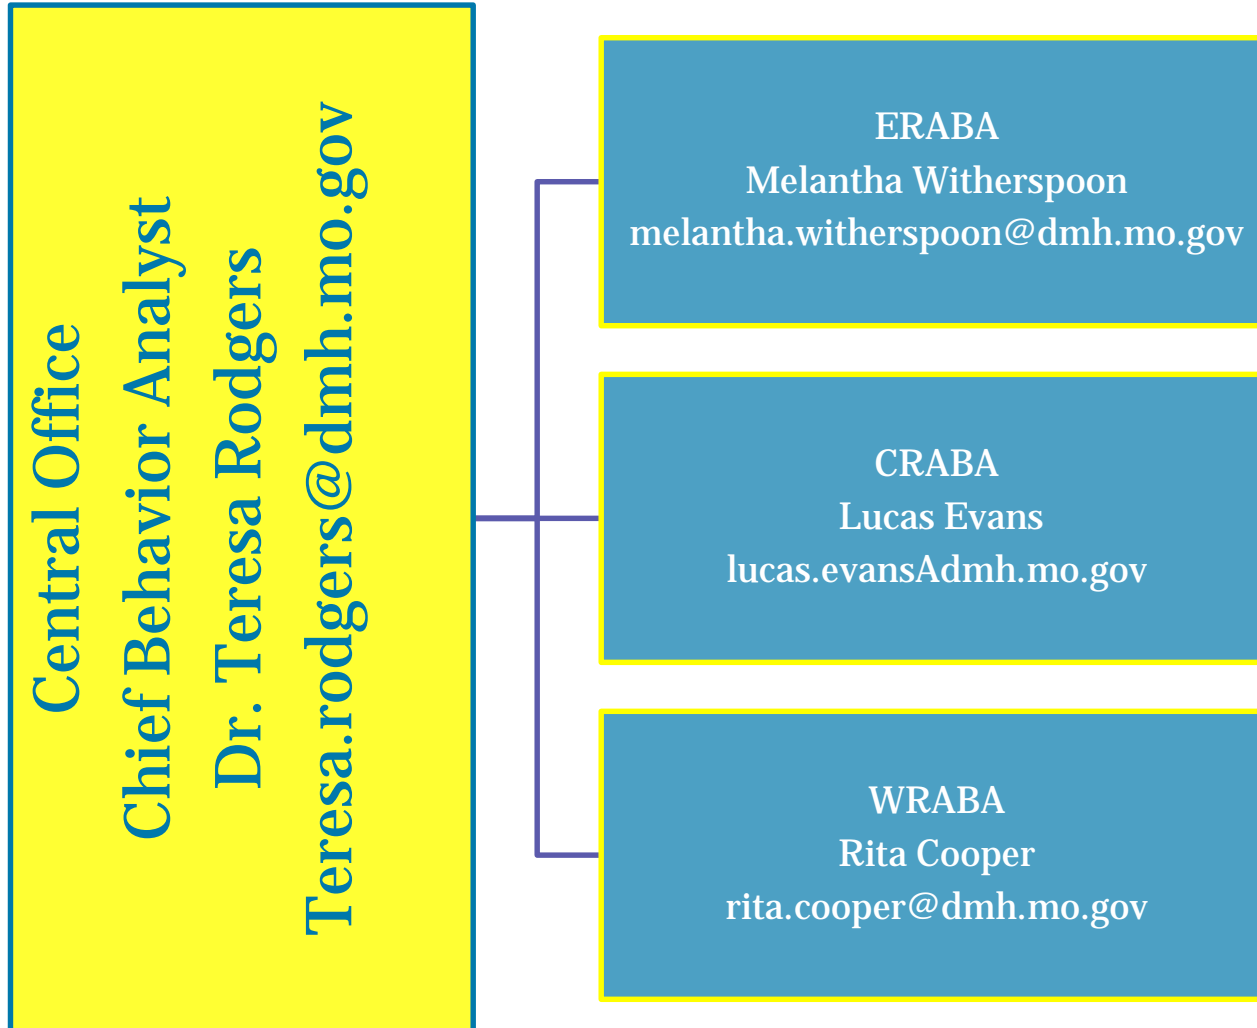 Central Office
Chief Behavior Analyst
Dr. Teresa Rodgers
Teresa.rodgers@dmh.mo.gov
ERABA
Melantha Witherspoon
melantha.witherspoon@dmh.mo.gov
CRABA
Lucas Evans
lucas.evansAdmh.mo.gov
WRABA
Rita Cooper
rita.cooper@dmh.mo.gov